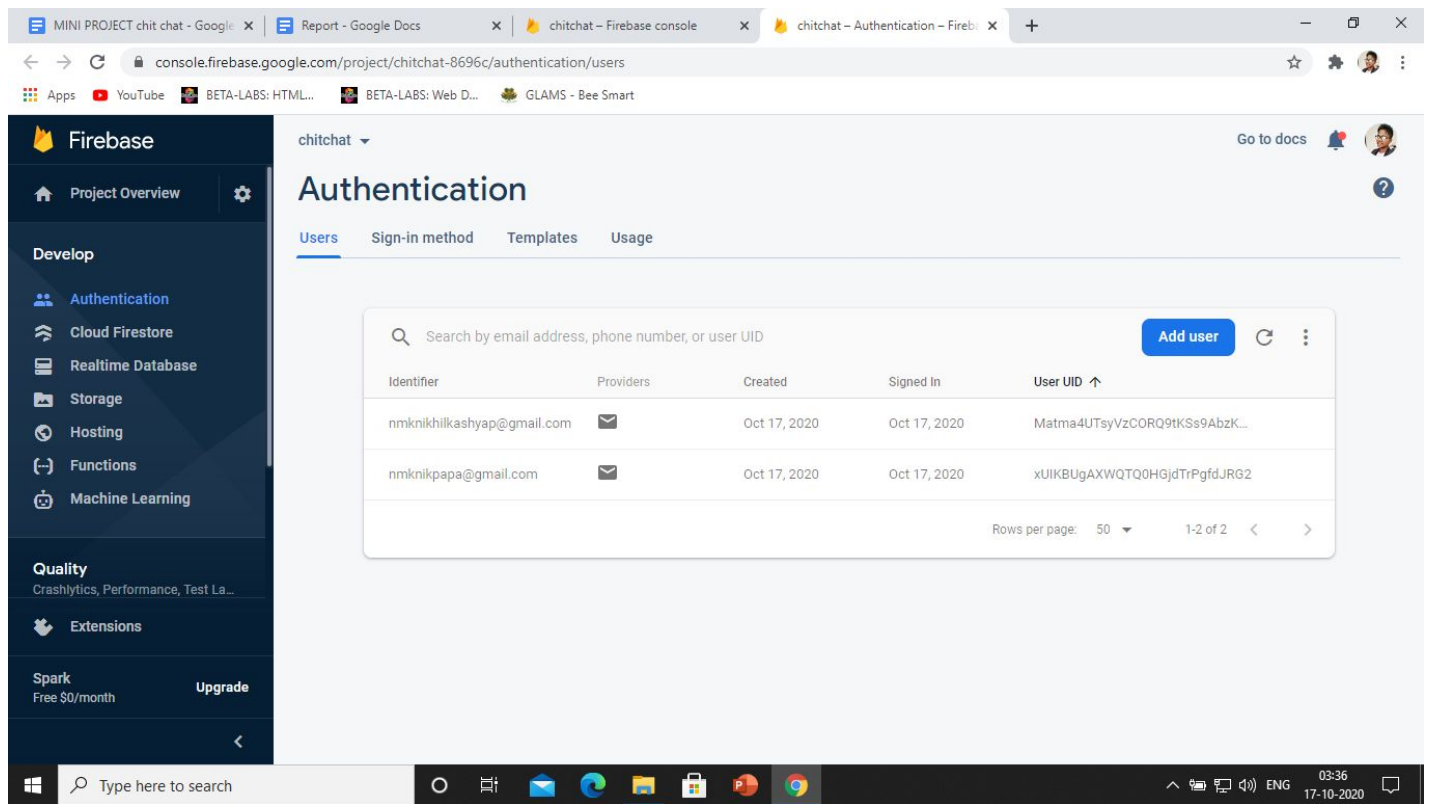 MINI PROJECT chit chat - Google
Report - Google Docs
chitchat – Firebase console
chitchat – Authentication – Fireba
console.firebase.google.com/project/chitchat-8696c/authentication/users
Apps YouTube BETA-LABS: HTML... BETA-LABS: Web D... GLAMS - Bee Smart
Firebase
chitchat
Go to docs
Project Overview
Authentication
Users Sign-in method Templates Usage
Develop
Authentication
Cloud Firestore
Realtime Database
Storage
Hosting
Functions
Machine Learning
Quality
Crashlytics, Performance, Test La...
Extensions
Spark
Free $0/month
Upgrade
Search by email address, phone number, or user UID
Add user
Identifier Providers Created Signed In User UID
nmknikhilkashyap@gmail.com Oct 17, 2020 Oct 17, 2020 Matma4UTsyVzCORQ9tKSs9AbzK...
nmknikpapa@gmail.com Oct 17, 2020 Oct 17, 2020 xUIKBUgAXWQTQ0HGjdTrPgfdJRG2
Rows per page: 50 1-2 of 2
Type here to search
ENG
03:36
17-10-2020